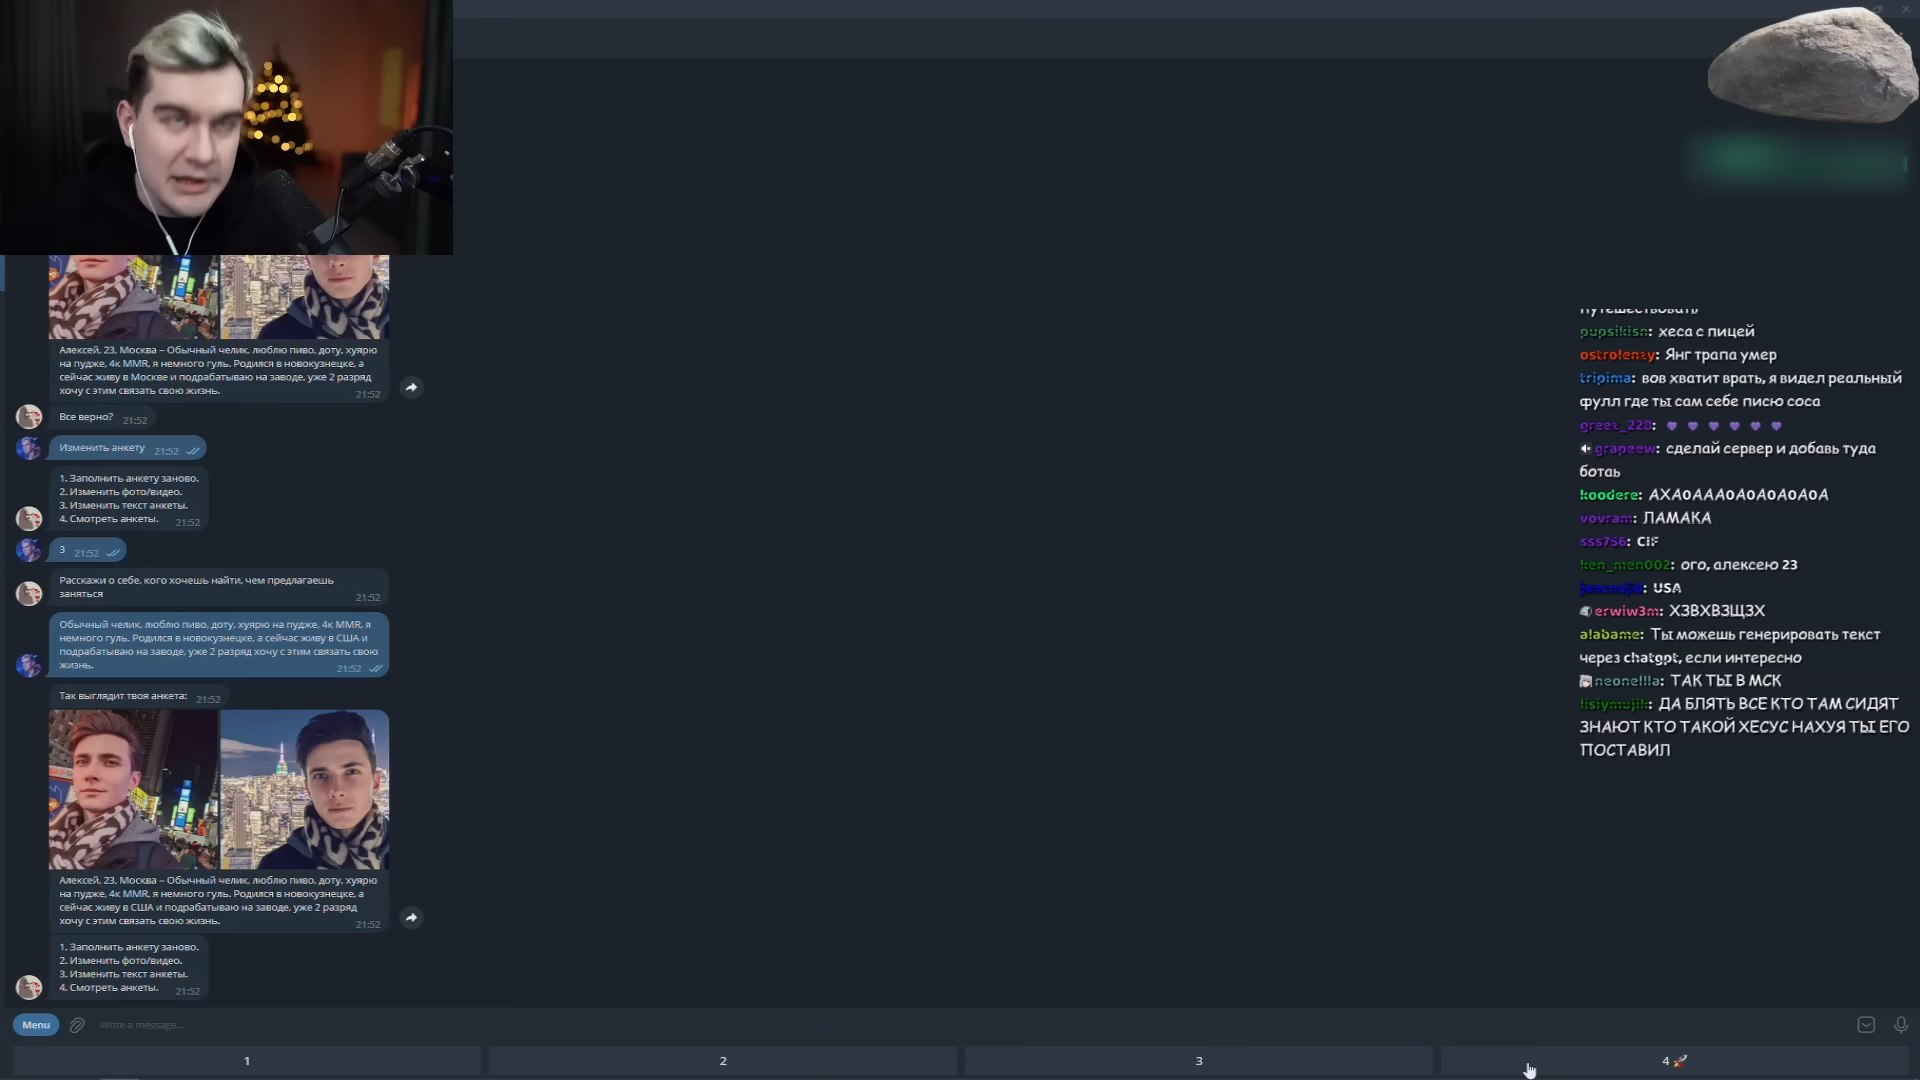 Алексей, 23, Москва – Обычный челик, люблю пиво, доту, хуярю
на пудже, 4к MMR, я немного гуль. Родился в новокузнецке, а
сейчас живу в Москве и подрабатываю на заводе, уже 2 разряд
хочу с этим связать свою жизнь.
21:52
Все верно?
21:52
Изменить анкету
21:52
1. Заполнить анкету заново.
2. Изменить фото/видео.
3. Изменить текст анкеты.
4. Смотреть анкеты.
21:52
3
21:52
Расскажи о себе, кого хочешь найти, чем предлагаешь
заняться
21:52
Обычный челик, люблю пиво, доту, хуярю на пудже, 4к MMR, я
немного гуль. Родился в новокузнецке, а сейчас живу в США и
подрабатываю на заводе, уже 2 разряд хочу с этим связать свою
жизнь.
21:52
Так выглядит твоя анкета:
21:52
Алексей, 23, Москва – Обычный челик, люблю пиво, доту, хуярю
на пудже, 4к MMR, я немного гуль. Родился в новокузнецке, а
сейчас живу в США и подрабатываю на заводе, уже 2 разряд
хочу с этим связать свою жизнь.
21:52
1. Заполнить анкету заново.
2. Изменить фото/видео.
3. Изменить текст анкеты.
4. Смотреть анкеты.
21:52
Menu
Write a message...
1
2
3
4
путешествовать
pupsikisn: хеса с пицей
ostrolenzy: Янг трапа умер
tripima: вов хватит врать, я видел реальный
фулл где ты сам себе писю соса
greez_228:
grapeew: сделай сервер и добавь туда
ботаь
koodere: АХА0ААА0А0А0А0А0А
vovram: ЛАМАКА
sss756: CIF
ken_men002: ого, алексею 23
USA
erwiw3m: ХЗВХВЗЩЗХ
alabame: Ты можешь генерировать текст
через chatgpt, если интересно
neonellla: ТАК ТЫ В МСК
lisiymujik: ДА БЛЯТЬ ВСЕ КТО ТАМ СИДЯТ
ЗНАЮТ КТО ТАКОЙ ХЕСУС НАХУЯ ТЫ ЕГО
ПОСТАВИЛ